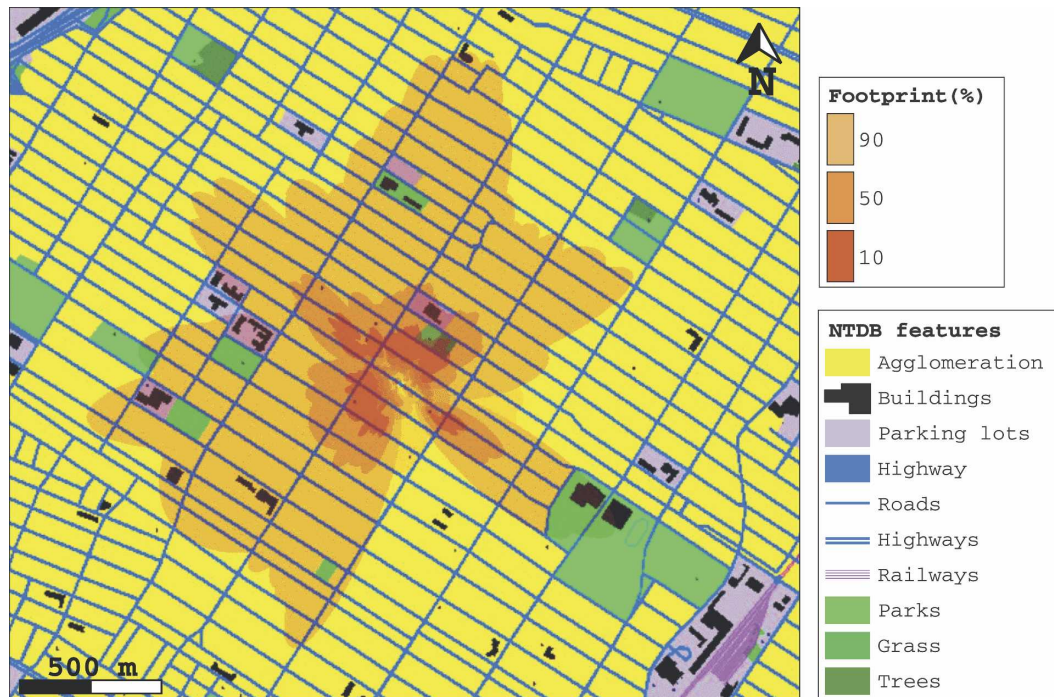 N
500 m
Footprint(%)
90
50
10
NTDB features
Agglomeration
Buildings
Parking lots
Highway
Roads
Highways
Railways
Parks
Grass
Trees